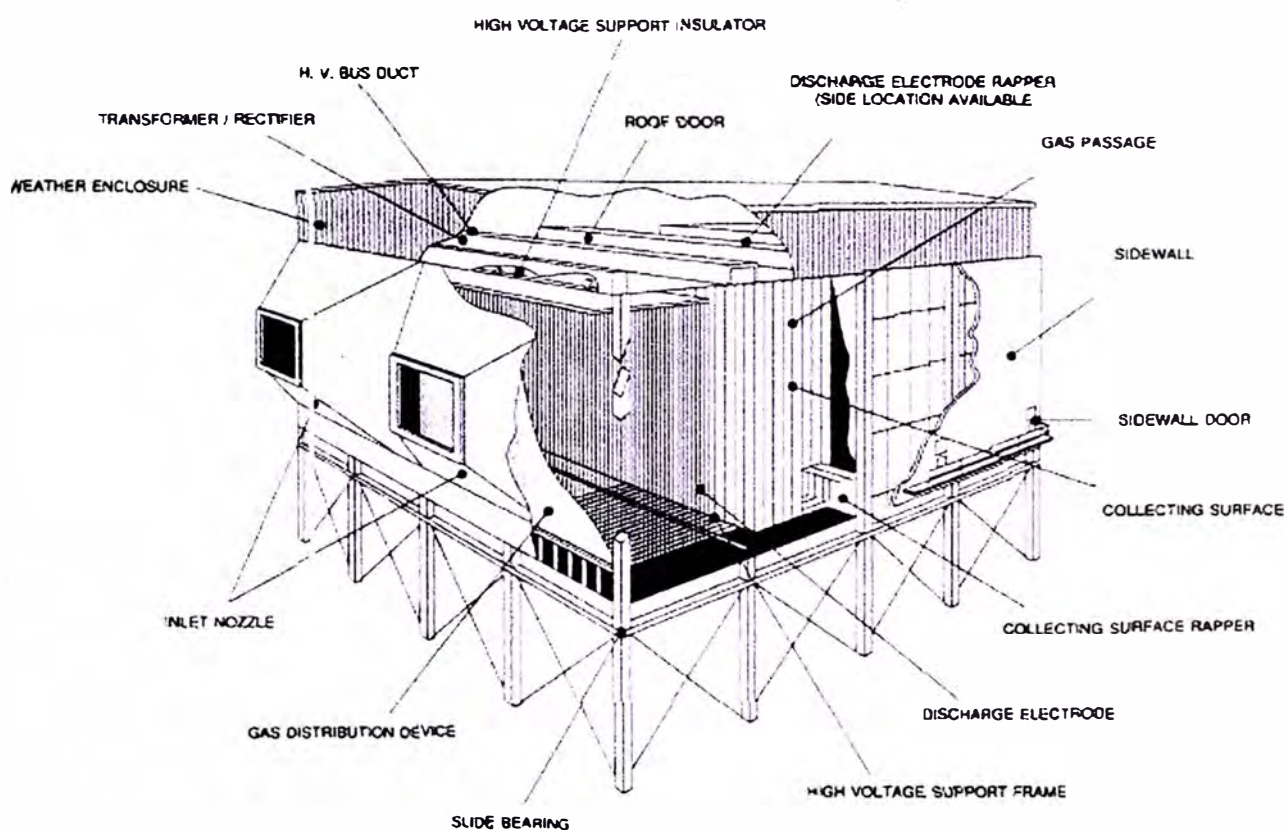 HIGH VOLTAGE SUPPORT INSULATOR
H. V. BUS DUCT
DISCHARGE ELECTRODE RAPPER
(SIDE LOCATION AVAILABLE
TRANSFORMER / RECTIFIER
ROOF DOOR
GAS PASSAGE
WEATHER ENCLOSURE
SIDEWALL
SIDEWALL DOOR
COLLECTING SURFACE
INLET NOZZLE
COLLECTING SURFACE RAPPER
GAS DISTRIBUTION DEVICE
DISCHARGE ELECTRODE
HIGH VOLTAGE SUPPORT FRAME
SLIDE BEARING